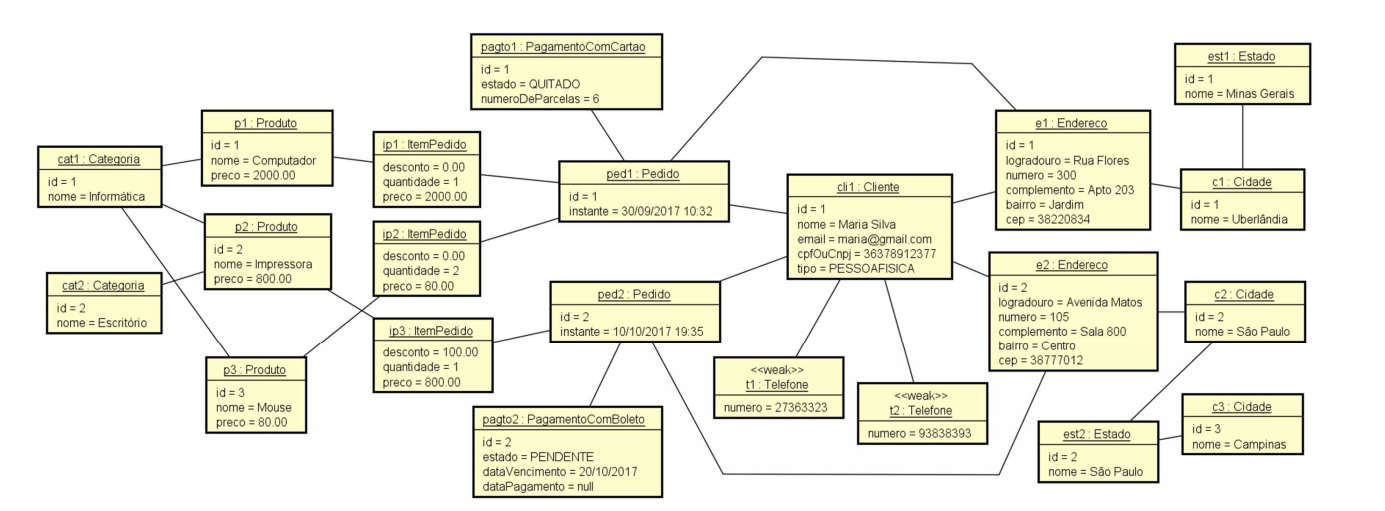 pagto1 : PagamentoComCartao
id = 1
estado = QUITADO
numeroDeParcelas = 6
est1 : Estado
id = 1
nome = Minas Gerais
p1 : Produto
id = 1
nome = Computador
preco = 2000.00
e1 : Endereco
id = 1
logradouro = Rua Flores
numero = 300
complemento = Apto 203
bairro = Jardim
cep = 38220834
cat1 : Categoria
id = 1
nome = Informática
ip1 : ItemPedido
desconto = 0.00
quantidade = 1
preco = 2000.00
ped1 : Pedido
id = 1
instante = 30/09/2017 10:32
cli1 : Cliente
id = 1
nome = Maria Silva
email = maria@gmail.com
cpfOuCnpj = 36378912377
tipo = PESSOAFISICA
c1 : Cidade
id = 1
nome = Uberlândia
p2 : Produto
id = 2
nome = Impressora
preco = 800.00
ip2 : ItemPedido
desconto = 0.00
quantidade = 2
preco = 80.00
e2 : Endereco
id = 2
logradouro = Avenida Matos
numero = 105
complemento = Sala 800
bairro = Centro
cep = 38777012
cat2 : Categoria
id = 2
nome = Escritório
ped2 : Pedido
id = 2
instante = 10/10/2017 19:35
c2 : Cidade
id = 2
nome = São Paulo
ip3 : ItemPedido
desconto = 100.00
quantidade = 1
preco = 800.00
p3 : Produto
id = 3
nome = Mouse
preco = 80.00
<<weak>>
t1 : Telefone
numero = 27363323
<<weak>>
t2 : Telefone
numero = 93838393
pagto2 : PagamentoComBoleto
id = 2
estado = PENDENTE
dataVencimento = 20/10/2017
dataPagamento = null
c3 : Cidade
id = 3
nome = Campinas
est2 : Estado
id = 2
nome = São Paulo